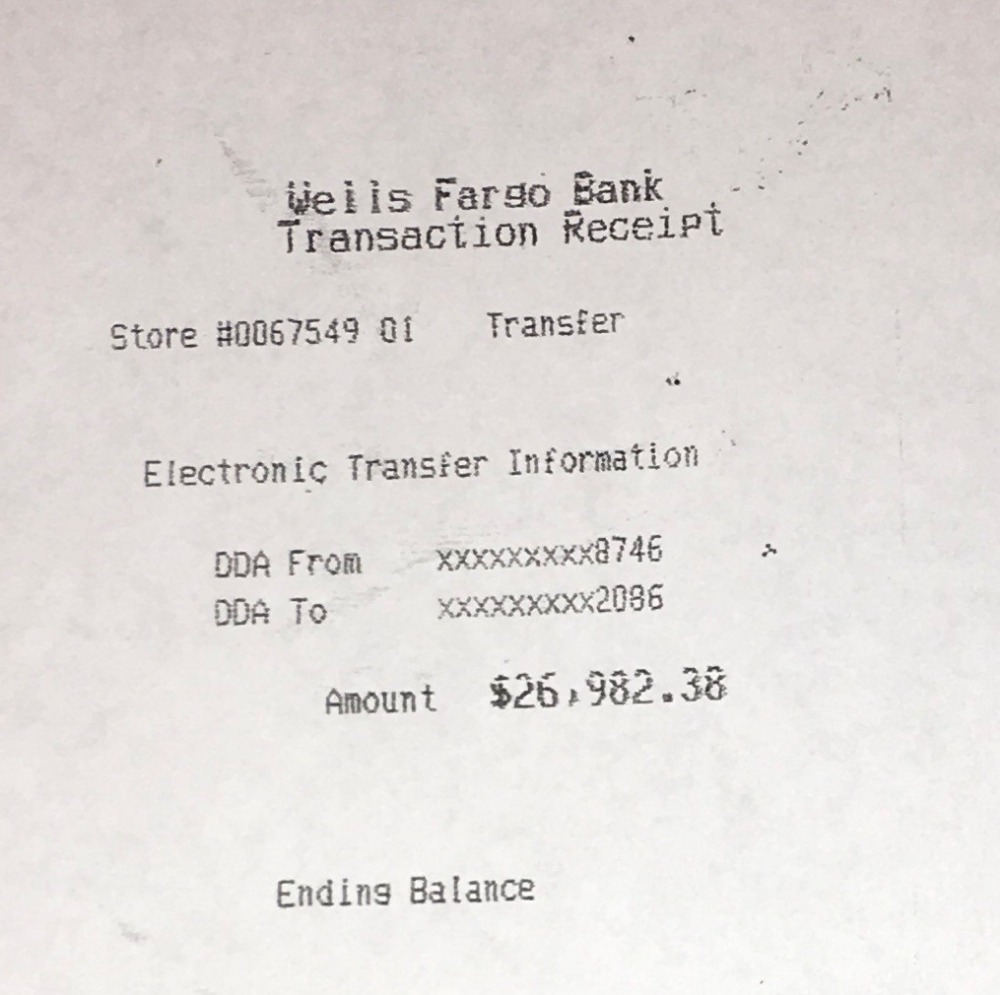 Wells Fargo Bank
Transaction Receipt
Store #0067549 01 Transfer
Electronic Transfer Information
DDA From XXXXXXXXX8746
DDA To XXXXXXXXX2086
Amount $26,982.38
Ending Balance